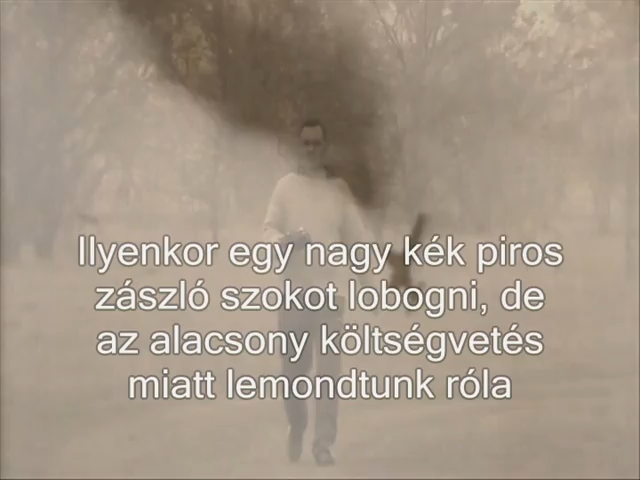 Ilyenkor egy nagy kék piros
zászló szokot lobogni, de
az alacsony költségvetés
miatt lemondtunk róla